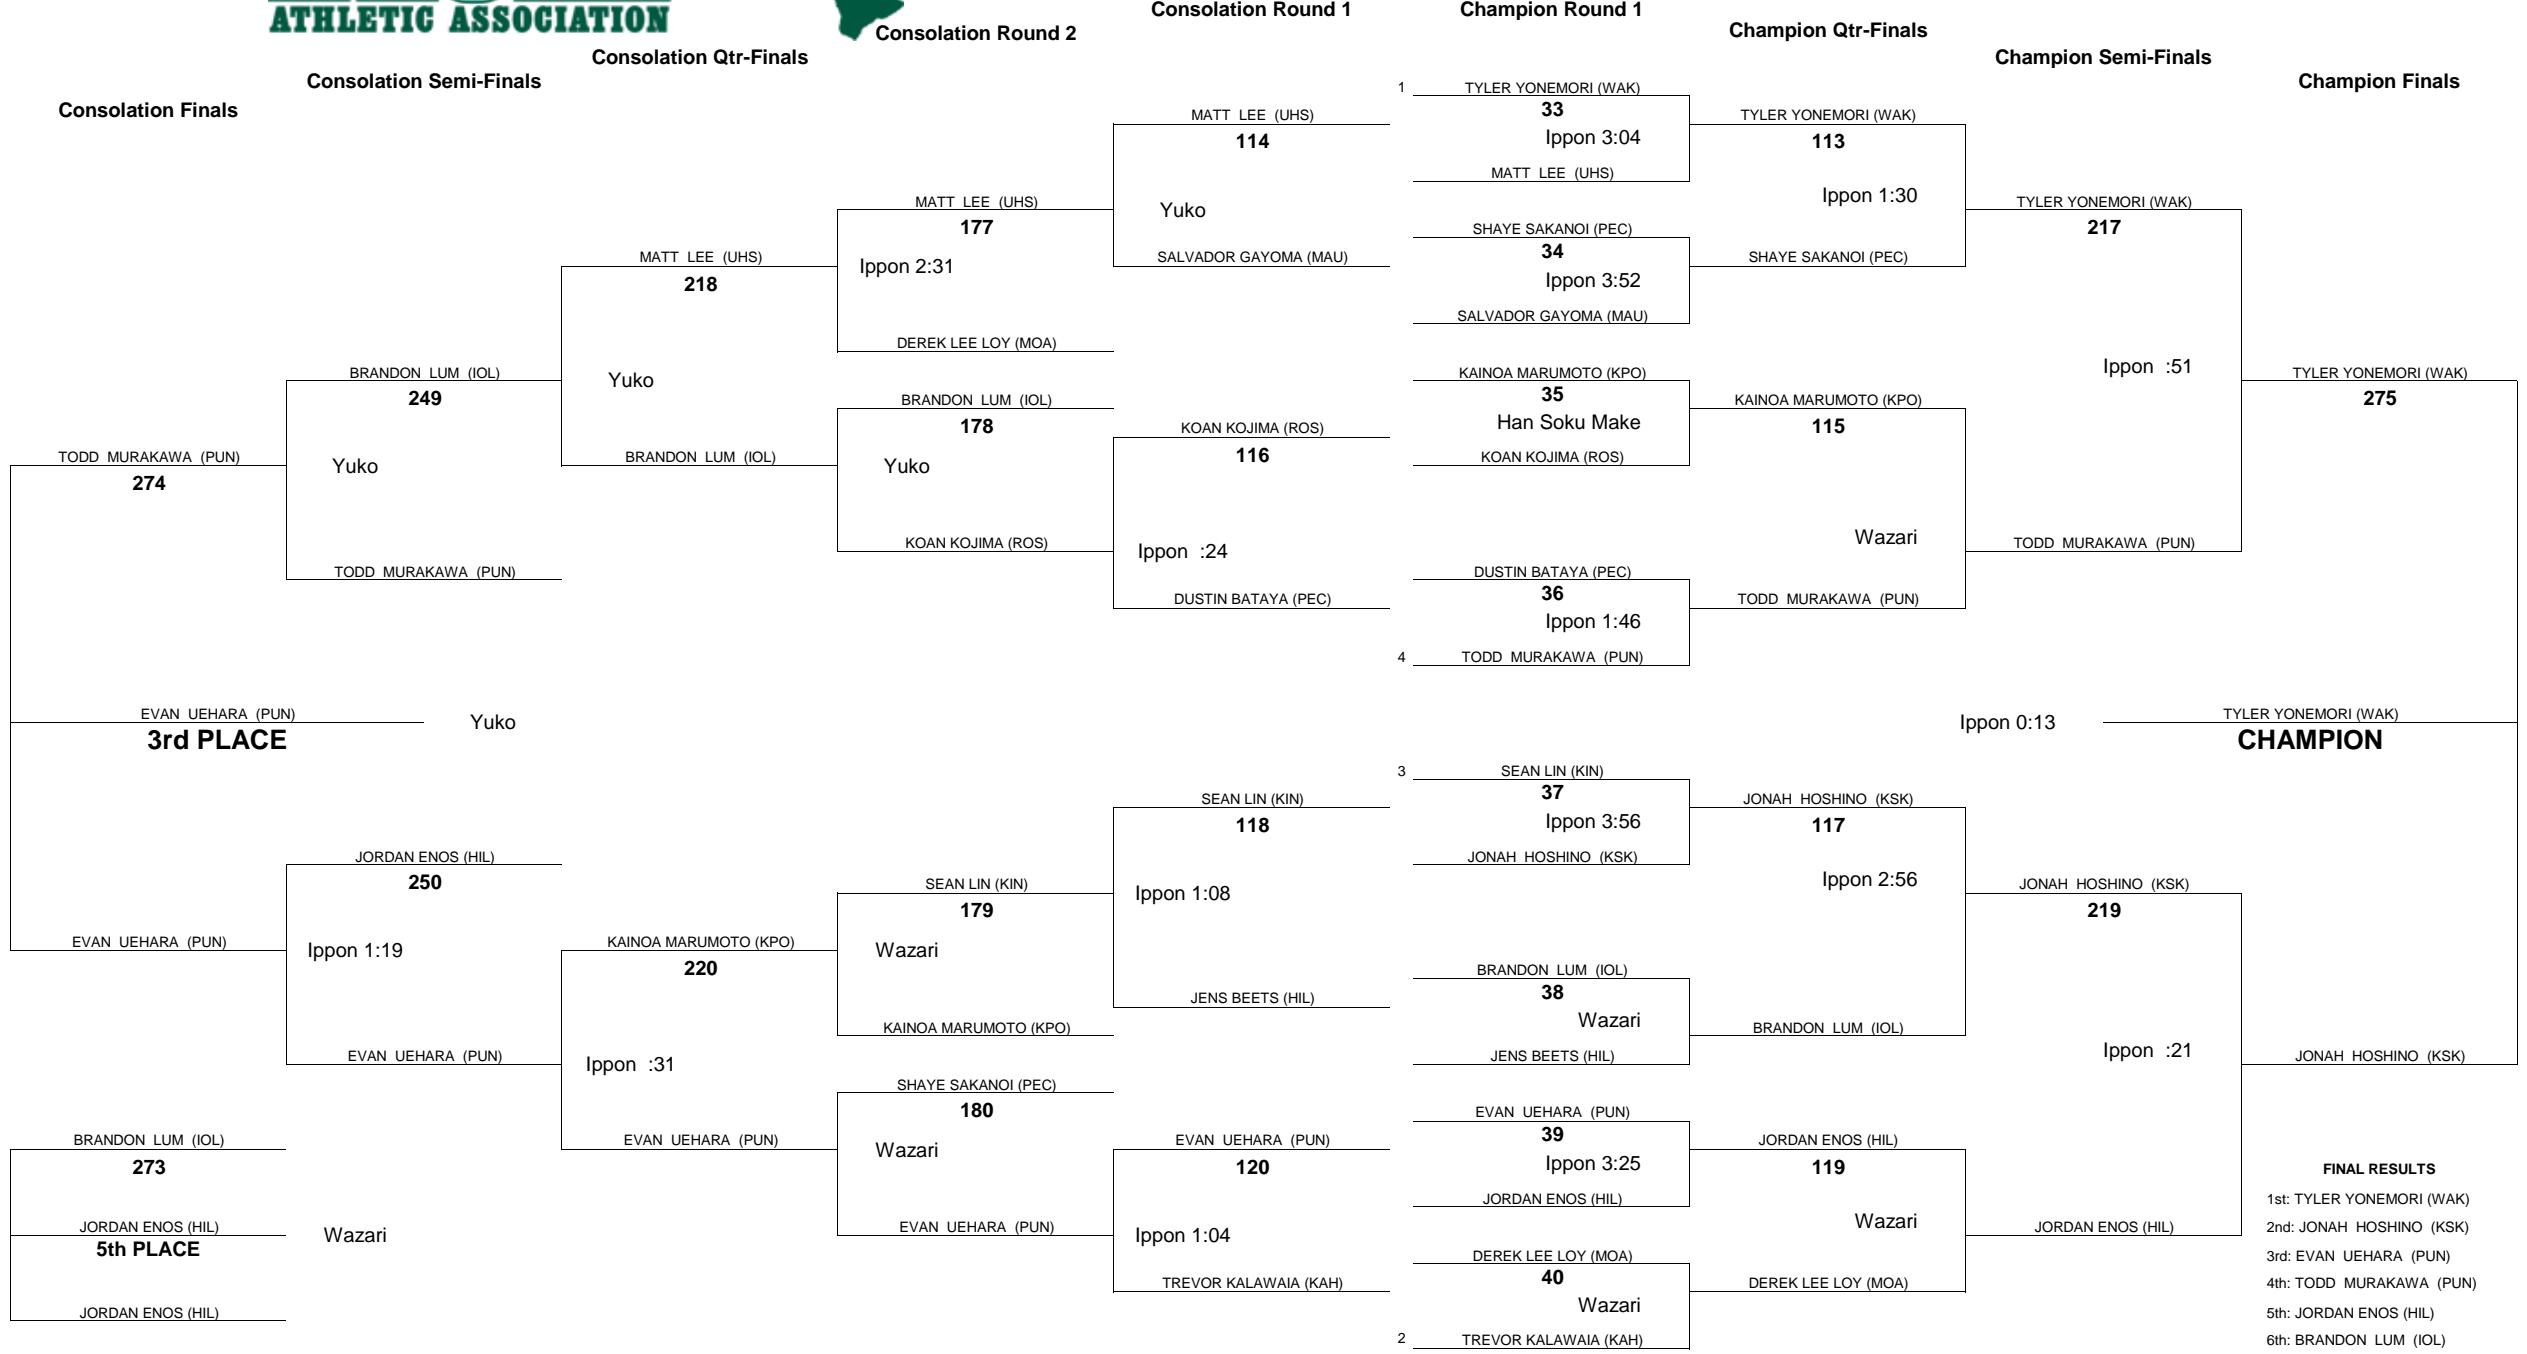 ATHLETIC ASSOCIATION
Consolation Round 1
Champion Round 1
Consolation Round 2
Champion Qtr-Finals
Consolation Qtr-Finals
Champion Semi-Finals
Consolation Semi-Finals
Champion Finals
Consolation Finals
TODD MURAKAWA (PUN)
274
EVAN UEHARA (PUN)
Yuko
3rd PLACE
EVAN UEHARA (PUN)
BRANDON LUM (IOL)
273
JORDAN ENOS (HIL)
Wazari
5th PLACE
JORDAN ENOS (HIL)
BRANDON LUM (IOL)
249
Yuko
TODD MURAKAWA (PUN)
JORDAN ENOS (HIL)
250
Ippon 1:19
EVAN UEHARA (PUN)
MATT LEE (UHS)
218
Yuko
BRANDON LUM (IOL)
KAINOA MARUMOTO (KPO)
220
Ippon :31
EVAN UEHARA (PUN)
MATT LEE (UHS)
177
Ippon 2:31
DEREK LEE LOY (MOA)
BRANDON LUM (IOL)
178
Yuko
KOAN KOJIMA (ROS)
SEAN LIN (KIN)
179
Wazari
KAINOA MARUMOTO (KPO)
SHAYE SAKANOI (PEC)
180
Wazari
EVAN UEHARA (PUN)
MATT LEE (UHS)
114
Yuko
SALVADOR GAYOMA (MAU)
KOAN KOJIMA (ROS)
116
Ippon :24
DUSTIN BATAYA (PEC)
SEAN LIN (KIN)
118
Ippon 1:08
JENS BEETS (HIL)
EVAN UEHARA (PUN)
120
Ippon 1:04
TREVOR KALAWAIA (KAH)
1 TYLER YONEMORI (WAK)
33
Ippon 3:04
MATT LEE (UHS)
SHAYE SAKANOI (PEC)
34
Ippon 3:52
SALVADOR GAYOMA (MAU)
KAINOA MARUMOTO (KPO)
35
Han Soku Make
KOAN KOJIMA (ROS)
DUSTIN BATAYA (PEC)
36
Ippon 1:46
4 TODD MURAKAWA (PUN)
3 SEAN LIN (KIN)
37
Ippon 3:56
JONAH HOSHINO (KSK)
BRANDON LUM (IOL)
38
Wazari
JENS BEETS (HIL)
EVAN UEHARA (PUN)
39
Ippon 3:25
JORDAN ENOS (HIL)
DEREK LEE LOY (MOA)
40
Wazari
2 TREVOR KALAWAIA (KAH)
TYLER YONEMORI (WAK)
113
Ippon 1:30
SHAYE SAKANOI (PEC)
KAINOA MARUMOTO (KPO)
115
Wazari
TODD MURAKAWA (PUN)
JONAH HOSHINO (KSK)
117
Ippon 2:56
BRANDON LUM (IOL)
JORDAN ENOS (HIL)
119
Wazari
DEREK LEE LOY (MOA)
TYLER YONEMORI (WAK)
217
Ippon :51
TODD MURAKAWA (PUN)
JONAH HOSHINO (KSK)
219
Ippon :21
JORDAN ENOS (HIL)
TYLER YONEMORI (WAK)
275
Ippon 0:13
TYLER YONEMORI (WAK)
CHAMPION
JONAH HOSHINO (KSK)
FINAL RESULTS
1st: TYLER YONEMORI (WAK)
2nd: JONAH HOSHINO (KSK)
3rd: EVAN UEHARA (PUN)
4th: TODD MURAKAWA (PUN)
5th: JORDAN ENOS (HIL)
6th: BRANDON LUM (IOL)